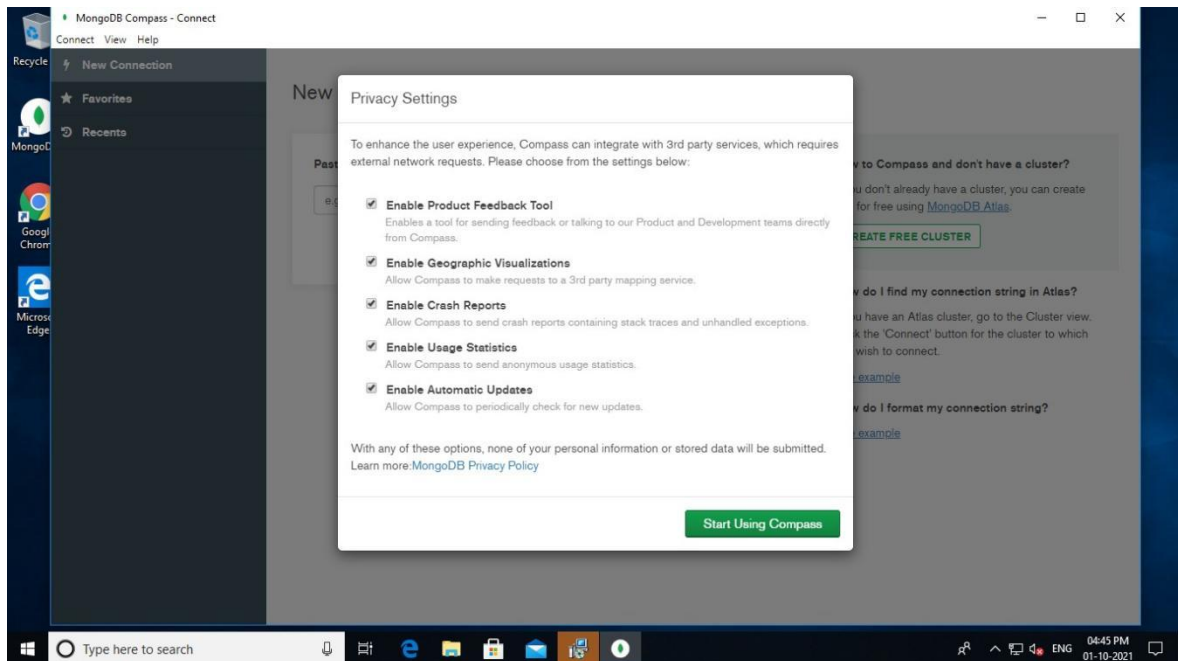 MongoDB Compass - Connect
Connect View Help
Recycle
MongoD
Googl
Chrom
Micros
Edge
New Connection
Favorites
Recents
New
Past
e.g
Privacy Settings
To enhance the user experience, Compass can integrate with 3rd party services, which requires
external network requests. Please choose from the settings below:
Enable Product Feedback Tool
Enables a tool for sending feedback or talking to our Product and Development teams directly
from Compass.
Enable Geographic Visualizations
Allow Compass to make requests to a 3rd party mapping service.
Enable Crash Reports
Allow Compass to send crash reports containing stack traces and unhandled exceptions.
Enable Usage Statistics
Allow Compass to send anonymous usage statistics.
Enable Automatic Updates
Allow Compass to periodically check for new updates.
With any of these options, none of your personal information or stored data will be submitted.
Learn more:MongoDB Privacy Policy
Start Using Compass
v to Compass and don't have a cluster?
u don't already have a cluster, you can create
for free using MongoDB Atlas.
REATE FREE CLUSTER
v do I find my connection string in Atlas?
u have an Atlas cluster, go to the Cluster view.
k the 'Connect' button for the cluster to which
wish to connect.
example
v do I format my connection string?
example
Type here to search
ENG
04:45 PM
01-10-2021